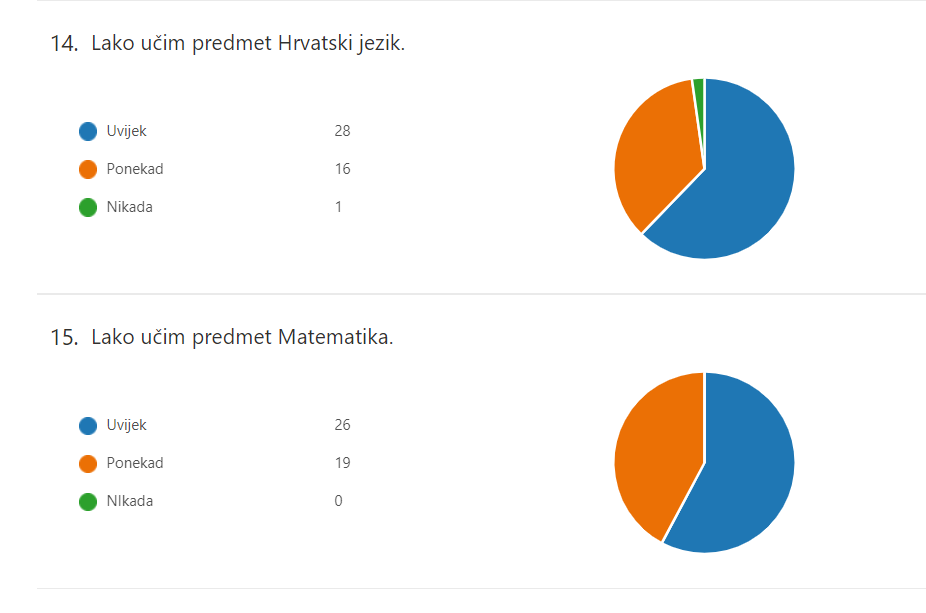 14. Lako učim predmet Hrvatski jezik.
Uvijek 28
Ponekad 16
Nikada 1
15. Lako učim predmet Matematika.
Uvijek 26
Ponekad 19
NIkada 0